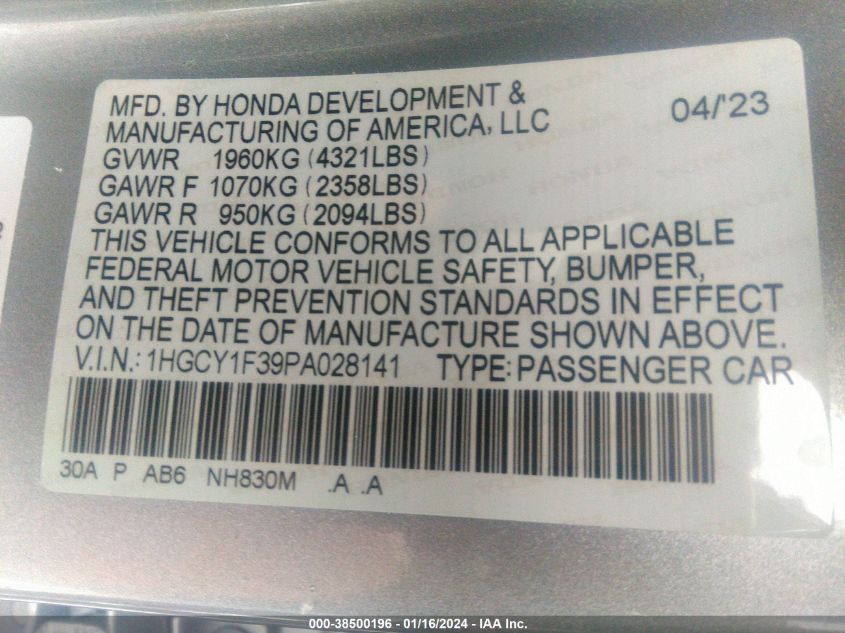 MFD. BY HONDA DEVELOPMENT & 04/'23
MANUFACTURING OF AMERICA, LLC
GVWR 1960KG (4321LBS)
GAWR F 1070KG (2358LBS)
GAWR R 950KG (2094LBS)
THIS VEHICLE CONFORMS TO ALL APPLICABLE
FEDERAL MOTOR VEHICLE SAFETY, BUMPER,
AND THEFT PREVENTION STANDARDS IN EFFECT
ON THE DATE OF MANUFACTURE SHOWN ABOVE.
V.I.N.: 1HGCY1F39PA028141 TYPE: PASSENGER CAR
30A P AB6 NH830M .A .A
000-38500196 - 01/16/2024 - IAA Inc.